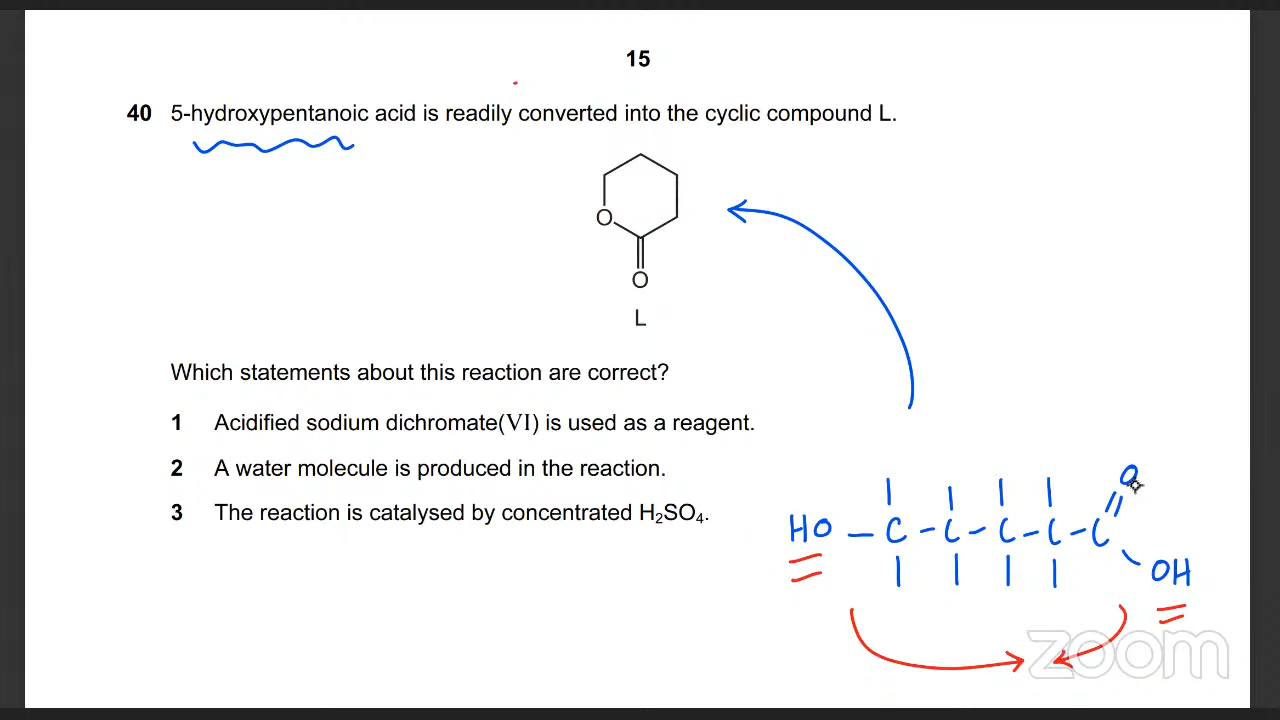 15
40 5-hydroxypentanoic acid is readily converted into the cyclic compound L.
O
O
L
Which statements about this reaction are correct?
1 Acidified sodium dichromate(VI) is used as a reagent.
2 A water molecule is produced in the reaction.
3 The reaction is catalysed by concentrated H₂SO₄.
O
HO – C – C – C – C – C
OH
zoom